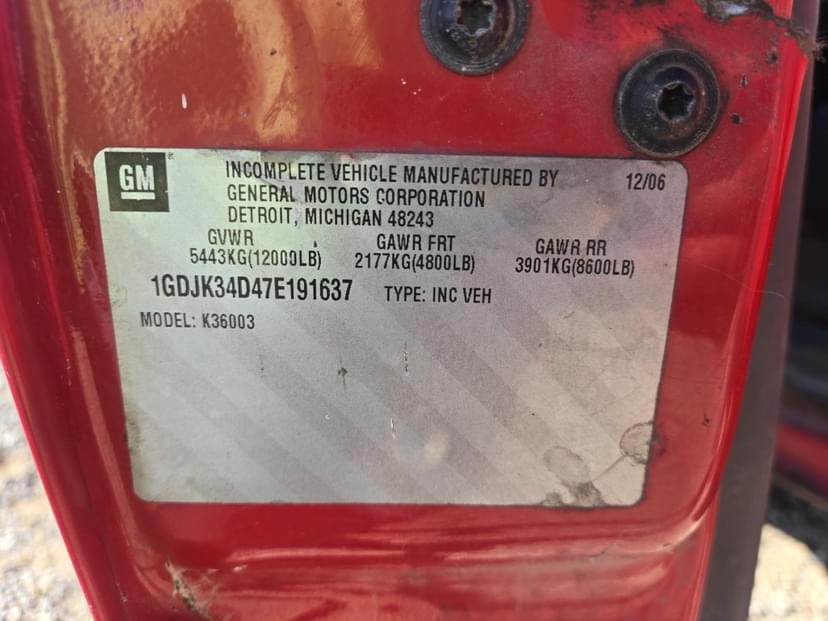 GM
INCOMPLETE VEHICLE MANUFACTURED BY 12/06
GENERAL MOTORS CORPORATION
DETROIT, MICHIGAN 48243
GVWR GAWR FRT GAWR RR
5443KG(12000LB) 2177KG(4800LB) 3901KG(8600LB)
1GDJK34D47E191637 TYPE: INC VEH
MODEL: K36003